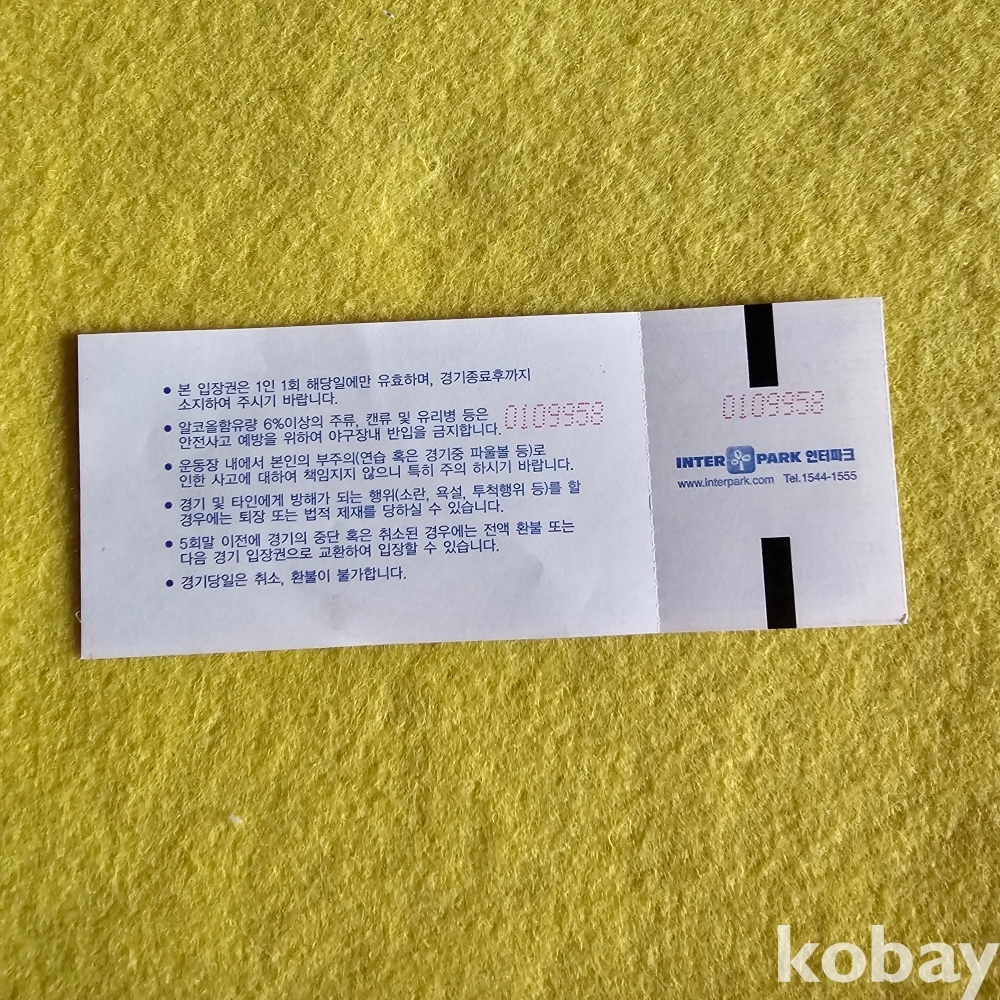 ● 본 입장권은 1인 1회 해당일에만 유효하며, 경기종료후까지
소지하여 주시기 바랍니다.
● 알코올함유량 6%이상의 주류, 캔류 및 유리병 등은
안전사고 예방을 위하여 야구장내 반입을 금지합니다.
0109958
● 운동장 내에서 본인의 부주의(연습 혹은 경기중 파울볼 등)로
인한 사고에 대하여 책임지지 않으니 특히 주의 하시기 바랍니다.
● 경기 및 타인에게 방해가 되는 행위(소란, 욕설, 투척행위 등)를 할
경우에는 퇴장 또는 법적 제재를 당하실 수 있습니다.
● 5회말 이전에 경기의 중단 혹은 취소된 경우에는 전액 환불 또는
다음 경기 입장권으로 교환하여 입장할 수 있습니다.
● 경기당일은 취소, 환불이 불가합니다.
0109958
INTER PARK 인터파크
www.interpark.com Tel.1544-1555
kobay